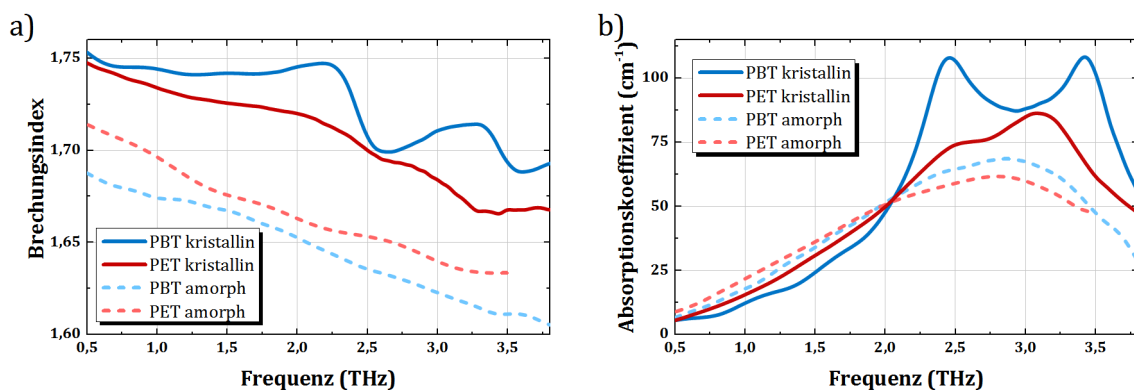 a)
Brechungsindex
1,75
1,70
1,65
1,60
PBT kristallin
PET kristallin
PBT amorph
PET amorph
0,5 1,0 1,5 2,0 2,5 3,0 3,5
Frequenz (THz)
b)
Absorptionskoeffizient (cm⁻¹)
100
75
50
25
0
PBT kristallin
PET kristallin
PBT amorph
PET amorph
0,5 1,0 1,5 2,0 2,5 3,0 3,5
Frequenz (THz)